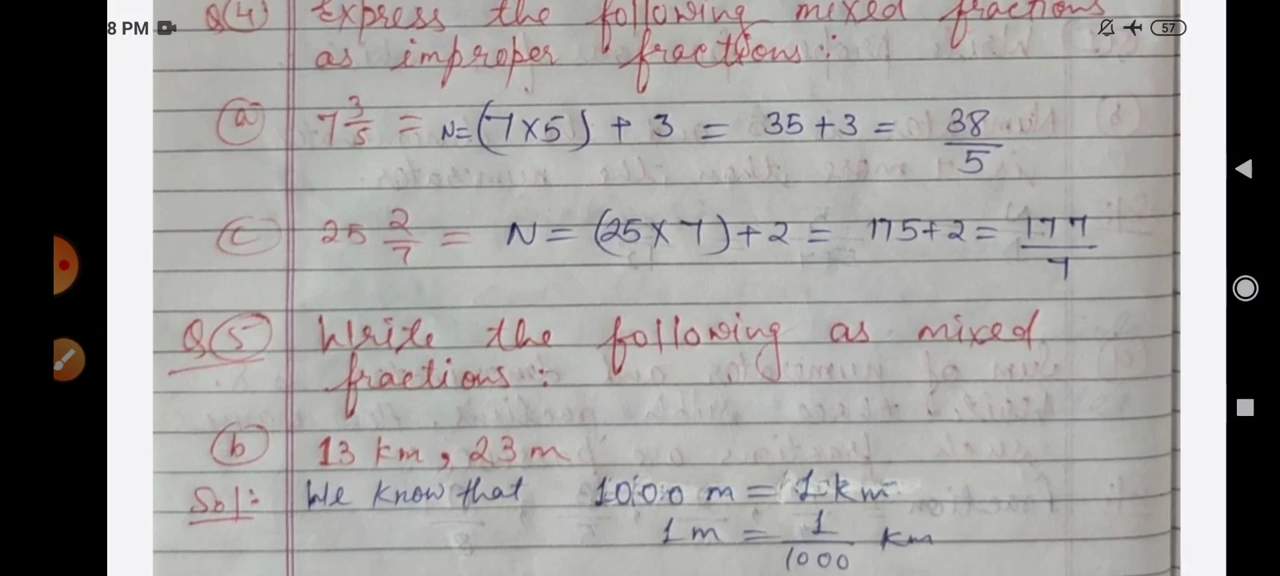 8 PM 57
Q(4) Express the following mixed fractions
as improper fractions:
(a) 7 3/5 = N=(7×5) + 3 = 35+3 = 38/5
(c) 25 2/7 = N = (25×7)+2 = 175+2 = 177/7
Q(5) Write the following as mixed
fractions:
(b) 13 km, 23 m
Sol: We know that 1000 m = 1 km
1 m = 1/1000 km